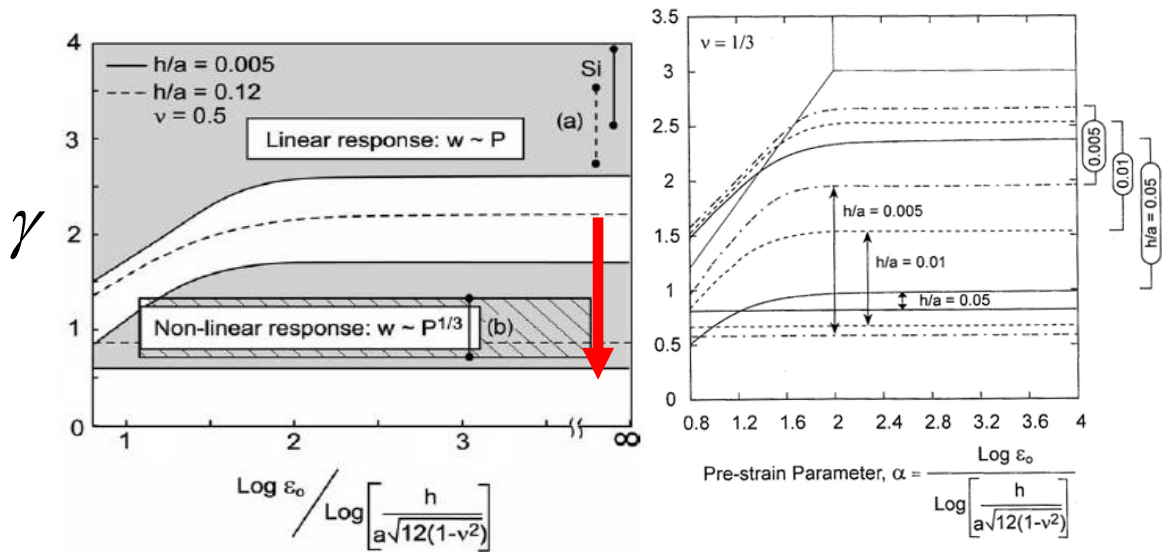 γ
4
3
2
1
0
h/a = 0.005
h/a = 0.12
ν = 0.5
Si
(a)
Linear response: w ~ P
Non-linear response: w ~ P^1/3
(b)
1
2
3
∞
Log ε₀ / Log[h / a√12(1-ν²)]
3.5
3
2.5
2
1.5
1
0.5
0
ν = 1/3
h/a = 0.005
h/a = 0.01
h/a = 0.05
0.005
0.01
h/a = 0.05
0.8
1.2
1.6
2
2.4
2.8
3.2
3.6
4
Pre-strain Parameter, α = Log ε₀ / Log[h / a√12(1-ν²)]